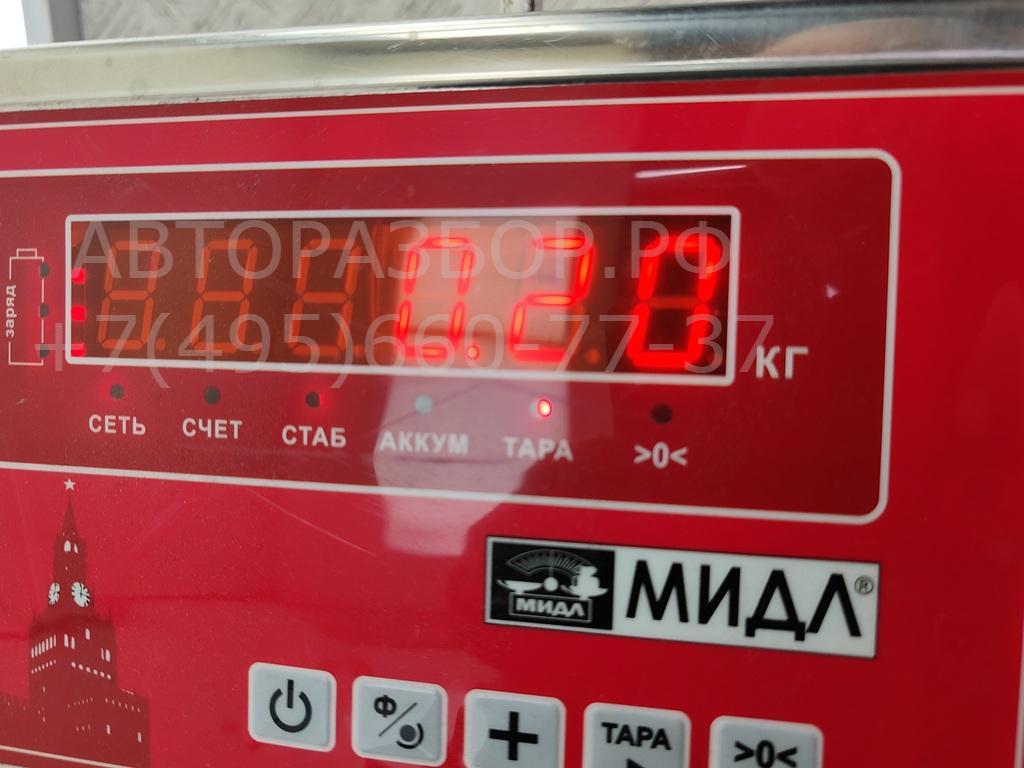 АВТОРАЗБОР.РФ
0.20
+7(495)660-77-37
заряд
КГ
СЕТЬ СЧЕТ СТАБ АККУМ ТАРА >0<
МИДЛ МИДЛ®
Ф
+ ТАРА >0<